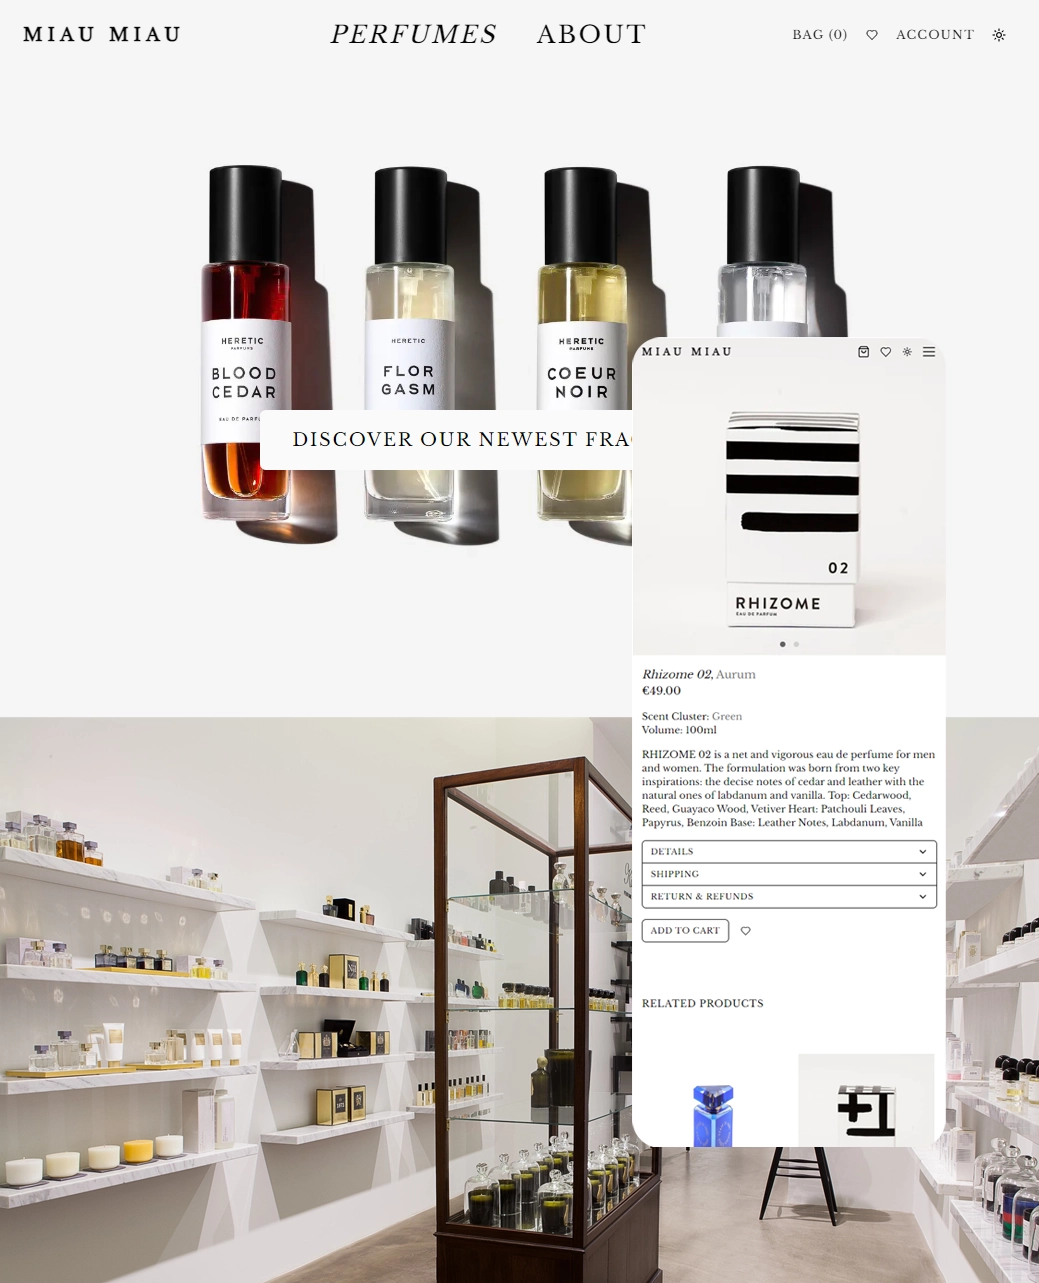 MIAU MIAU
PERFUMES
ABOUT
BAG (0)
ACCOUNT
HERETIC
PARFUMS
BLOOD
CEDAR
EAU DE PARFU
HERETIC
FLOR
GASM
HERETIC
PARFUMS
COEUR
NOIR
DISCOVER OUR NEWEST FRA
MIAU MIAU
02
RHIZOME
EAU DE PARFUM
Rhizome 02, Aurum
€49.00
Scent Cluster: Green
Volume: 100ml
RHIZOME 02 is a net and vigorous eau de perfume for men
and women. The formulation was born from two key
inspirations: the decise notes of cedar and leather with the
natural ones of labdanum and vanilla. Top: Cedarwood,
Reed, Guayaco Wood, Vetiver Heart: Patchouli Leaves,
Papyrus, Benzoin Base: Leather Notes, Labdanum, Vanilla
DETAILS
SHIPPING
RETURN & REFUNDS
ADD TO CART
RELATED PRODUCTS